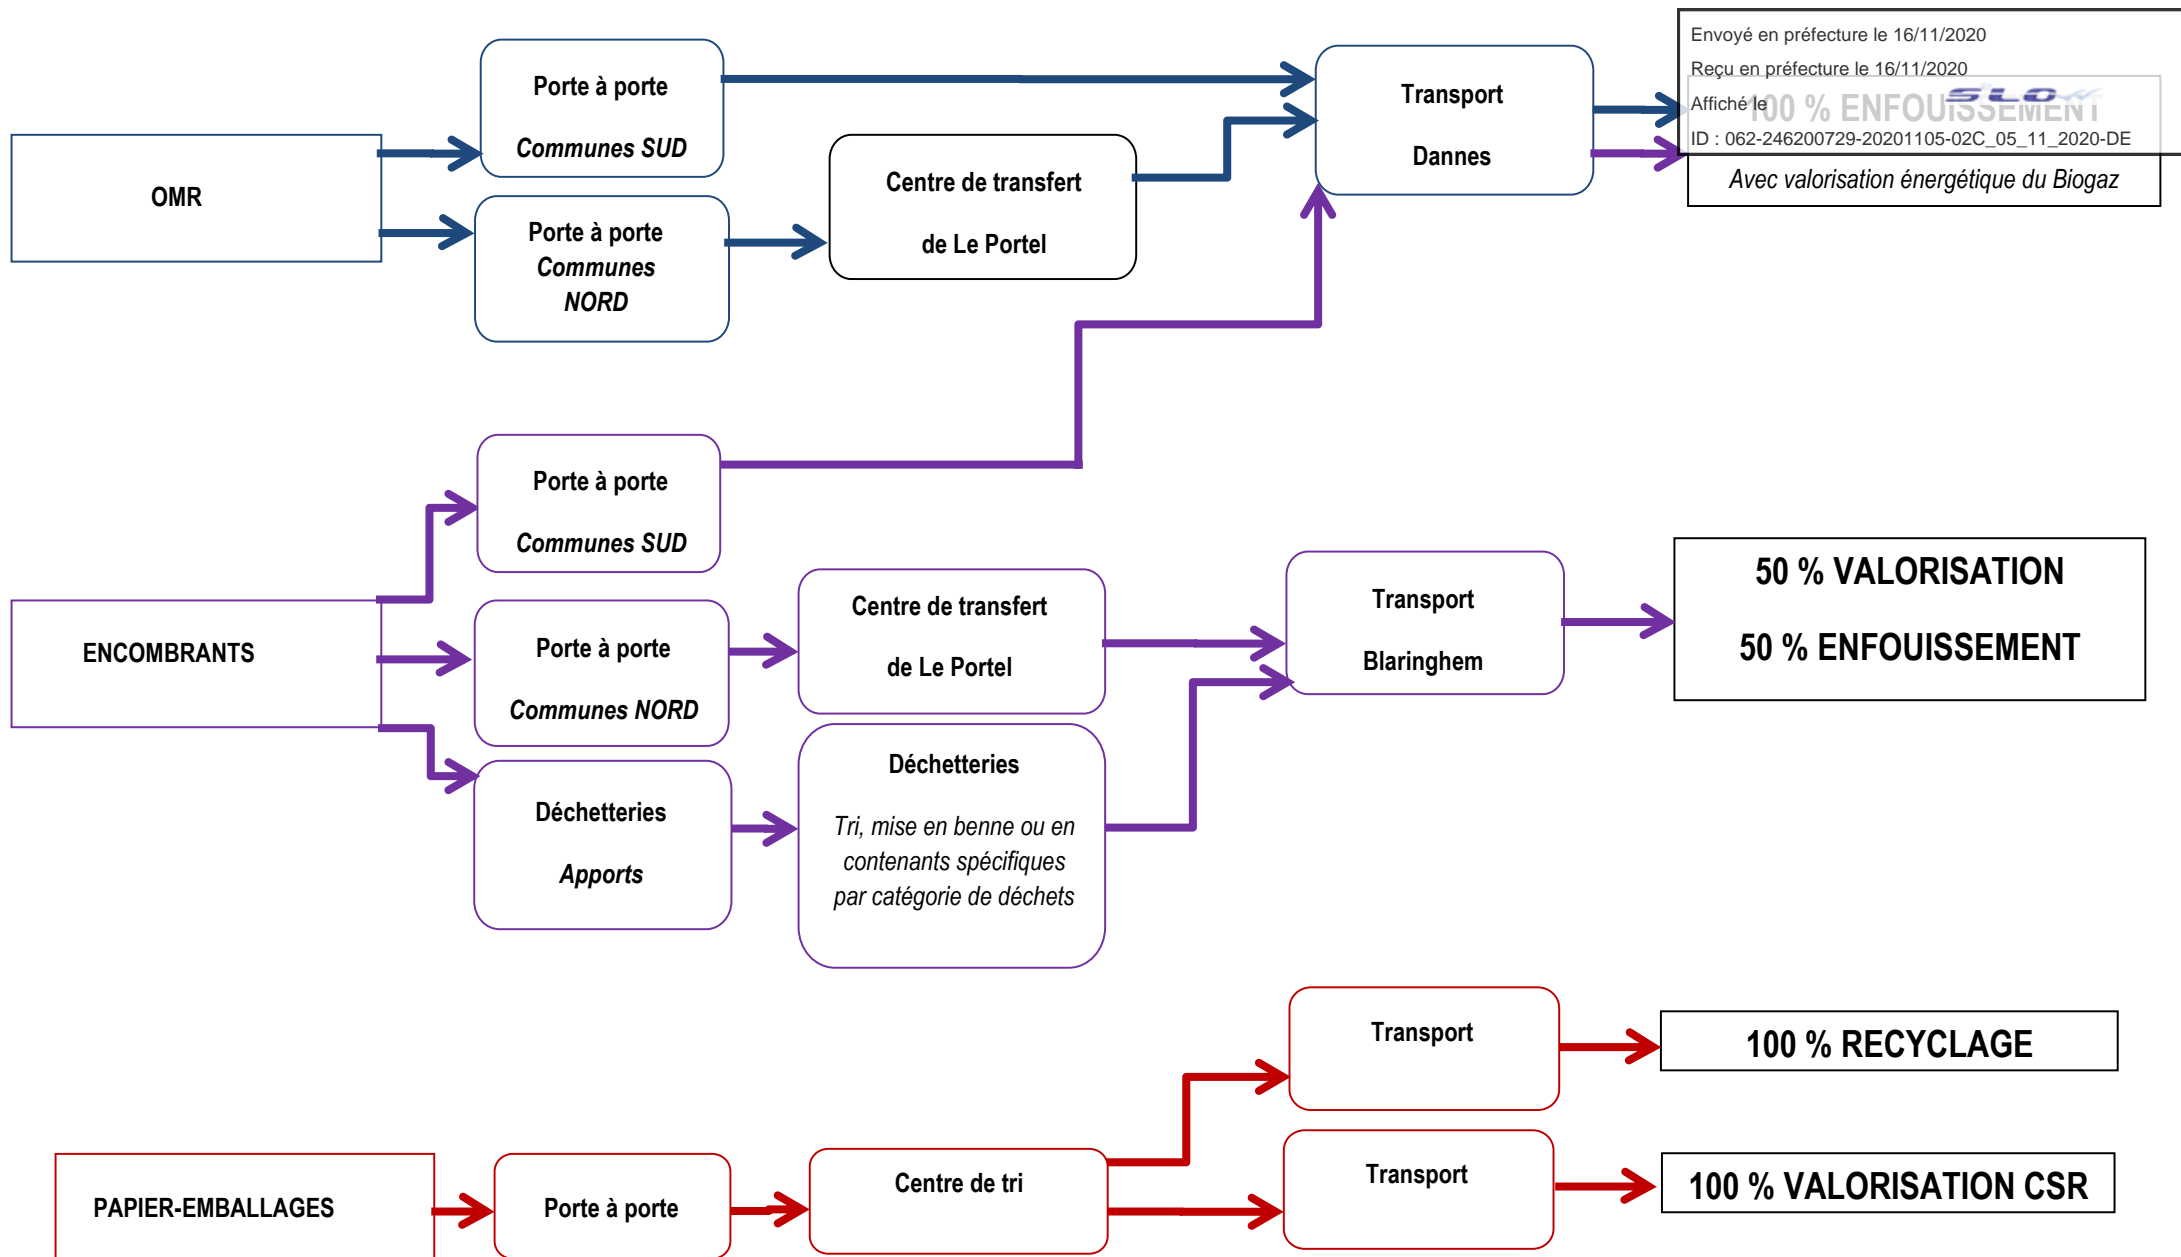 Envoyé en préfecture le 16/11/2020
Reçu en préfecture le 16/11/2020
Affiché le
SLO
100 % ENFOUISSEMENT
ID : 062-246200729-20201105-02C_05_11_2020-DE
Avec valorisation énergétique du Biogaz
OMR
Porte à porte
Communes SUD
Porte à porte
Communes
NORD
Centre de transfert
de Le Portel
Transport
Dannes
ENCOMBRANTS
Porte à porte
Communes SUD
Porte à porte
Communes NORD
Déchetteries
Apports
Centre de transfert
de Le Portel
Déchetteries
Tri, mise en benne ou en
contenants spécifiques
par catégorie de déchets
Transport
Blaringhem
50 % VALORISATION
50 % ENFOUISSEMENT
PAPIER-EMBALLAGES
Porte à porte
Centre de tri
Transport
100 % RECYCLAGE
Transport
100 % VALORISATION CSR